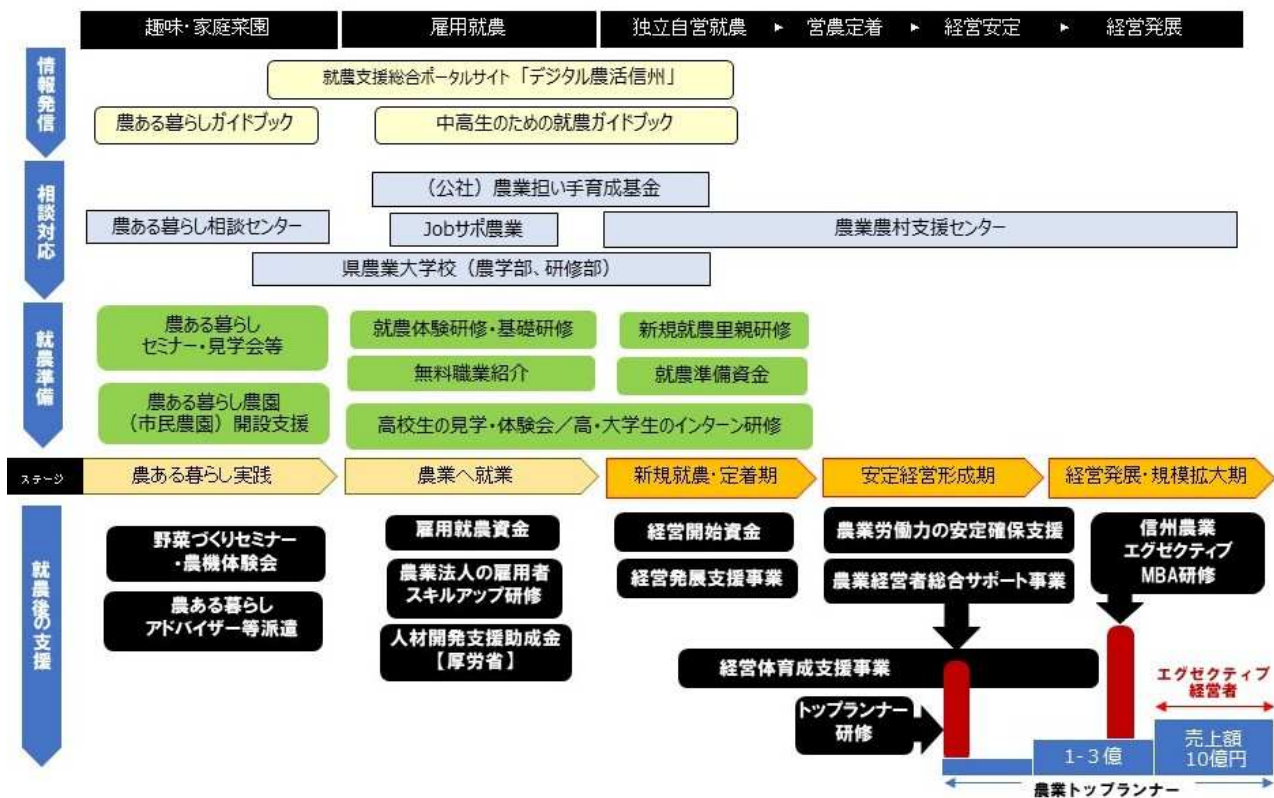 趣味・家庭菜園
雇用就農
独立自営就農 ▶ 営農定着 ▶ 経営安定 ▶ 経営発展
情報発信
就農支援総合ポータルサイト「デジタル農活信州」
農ある暮らしガイドブック
中高生のための就農ガイドブック
相談対応
（公社）農業担い手育成基金
農ある暮らし相談センター
Jobサポ農業
農業農村支援センター
県農業大学校（農学部、研修部）
就農準備
農ある暮らし
セミナー・見学会等
就農体験研修・基礎研修
新規就農里親研修
無料職業紹介
就農準備資金
農ある暮らし農園
（市民農園）開設支援
高校生の見学・体験会／高・大学生のインターン研修
ステージ
農ある暮らし実践
農業へ就業
新規就農・定着期
安定経営形成期
経営発展・規模拡大期
就農後の支援
野菜づくりセミナー
・農機体験会
農ある暮らし
アドバイザー等派遣
雇用就農資金
農業法人の雇用者
スキルアップ研修
人材開発支援助成金
【厚労省】
経営開始資金
経営発展支援事業
農業労働力の安定確保支援
農業経営者総合サポート事業
信州農業
エグゼクティブ
MBA研修
経営体育成支援事業
トップランナー
研修
エグゼクティブ
経営者
1-3億
売上額
10億円
農業トップランナー